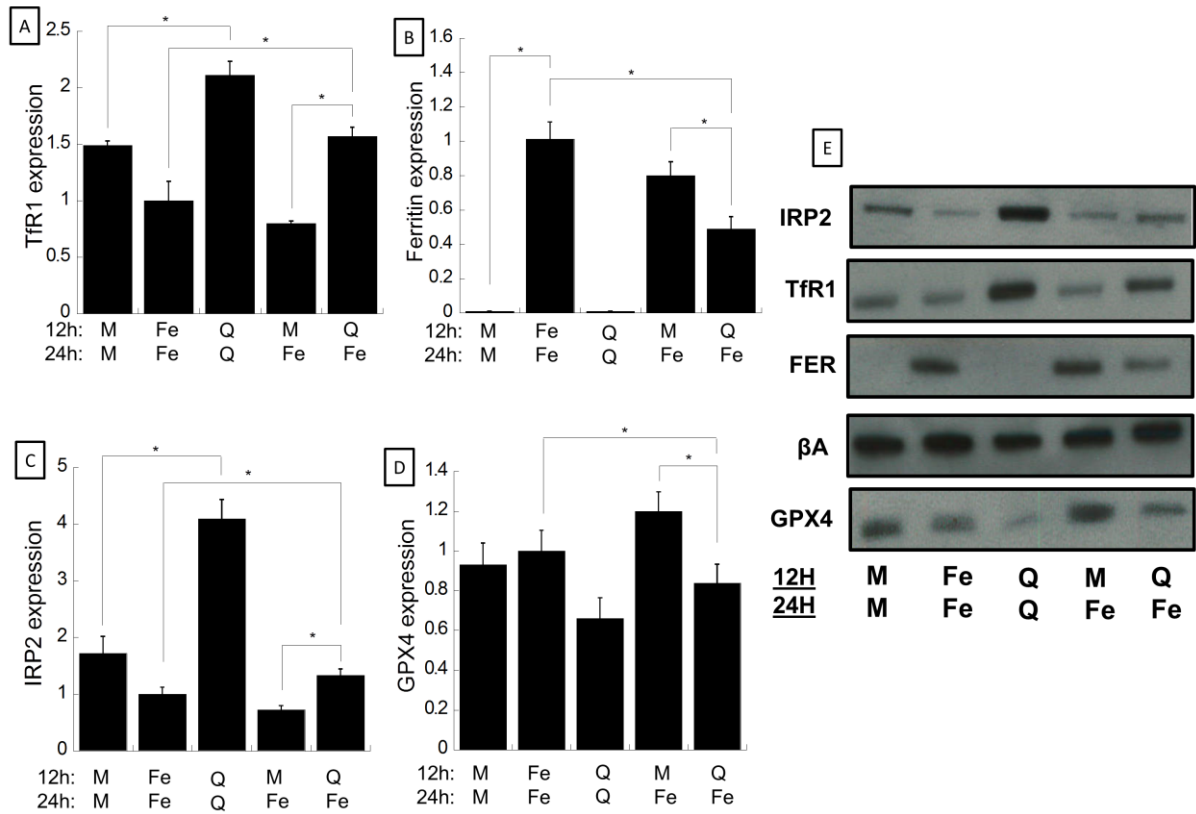 A
TfR1 expression
2.5
2
1.5
1
0.5
0
* * *
12h: M Fe Q M Q
24h: M Fe Q Fe Fe
B
Ferritin expression
1.6
1.4
1.2
1
0.8
0.6
0.4
0.2
0
* * *
12h: M Fe Q M Q
24h: M Fe Q Fe Fe
C
IRP2 expression
5
4
3
2
1
0
* * *
12h: M Fe Q M Q
24h: M Fe Q Fe Fe
D
GPX4 expression
1.4
1.2
1
0.8
0.6
0.4
0.2
0
* *
12h: M Fe Q M Q
24h: M Fe Q Fe Fe
E
IRP2
TfR1
FER
βA
GPX4
12H M Fe Q M Q
24H M Fe Q Fe Fe